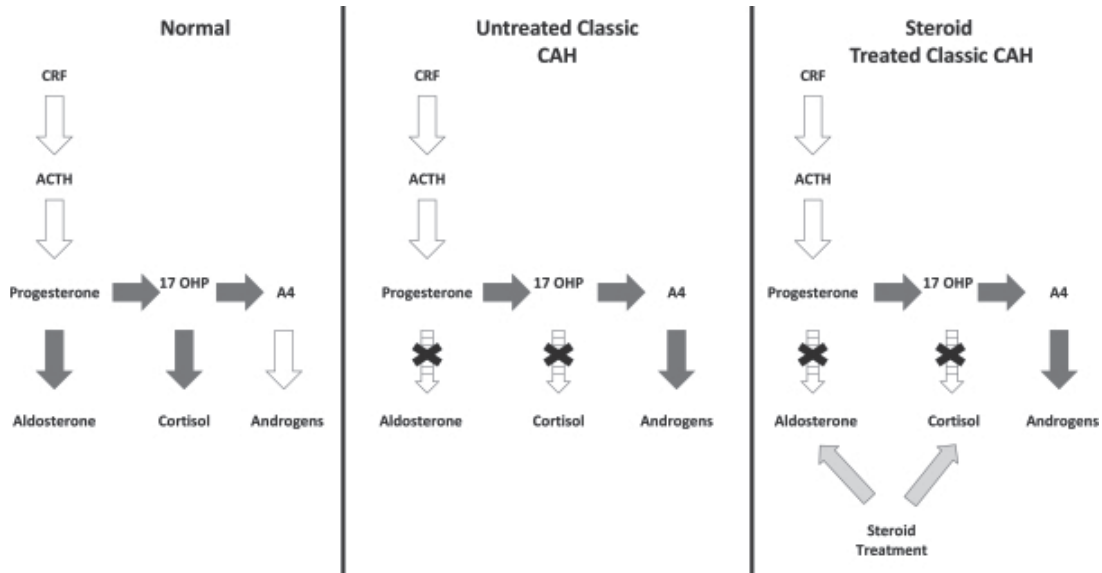 Normal
CRF
ACTH
Progesterone
17 OHP
A4
Aldosterone
Cortisol
Androgens
Untreated Classic
CAH
CRF
ACTH
Progesterone
17 OHP
A4
Aldosterone
Cortisol
Androgens
Steroid
Treated Classic CAH
CRF
ACTH
Progesterone
17 OHP
A4
Aldosterone
Cortisol
Androgens
Steroid
Treatment